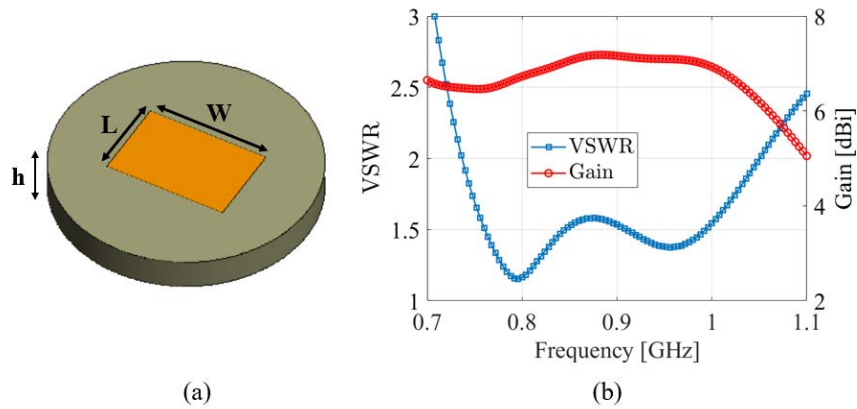 L
W
h
(a)
3
2.5
2
1.5
1
VSWR
8
6
4
2
Gain [dBi]
VSWR
Gain
0.7 0.8 0.9 1 1.1
Frequency [GHz]
(b)